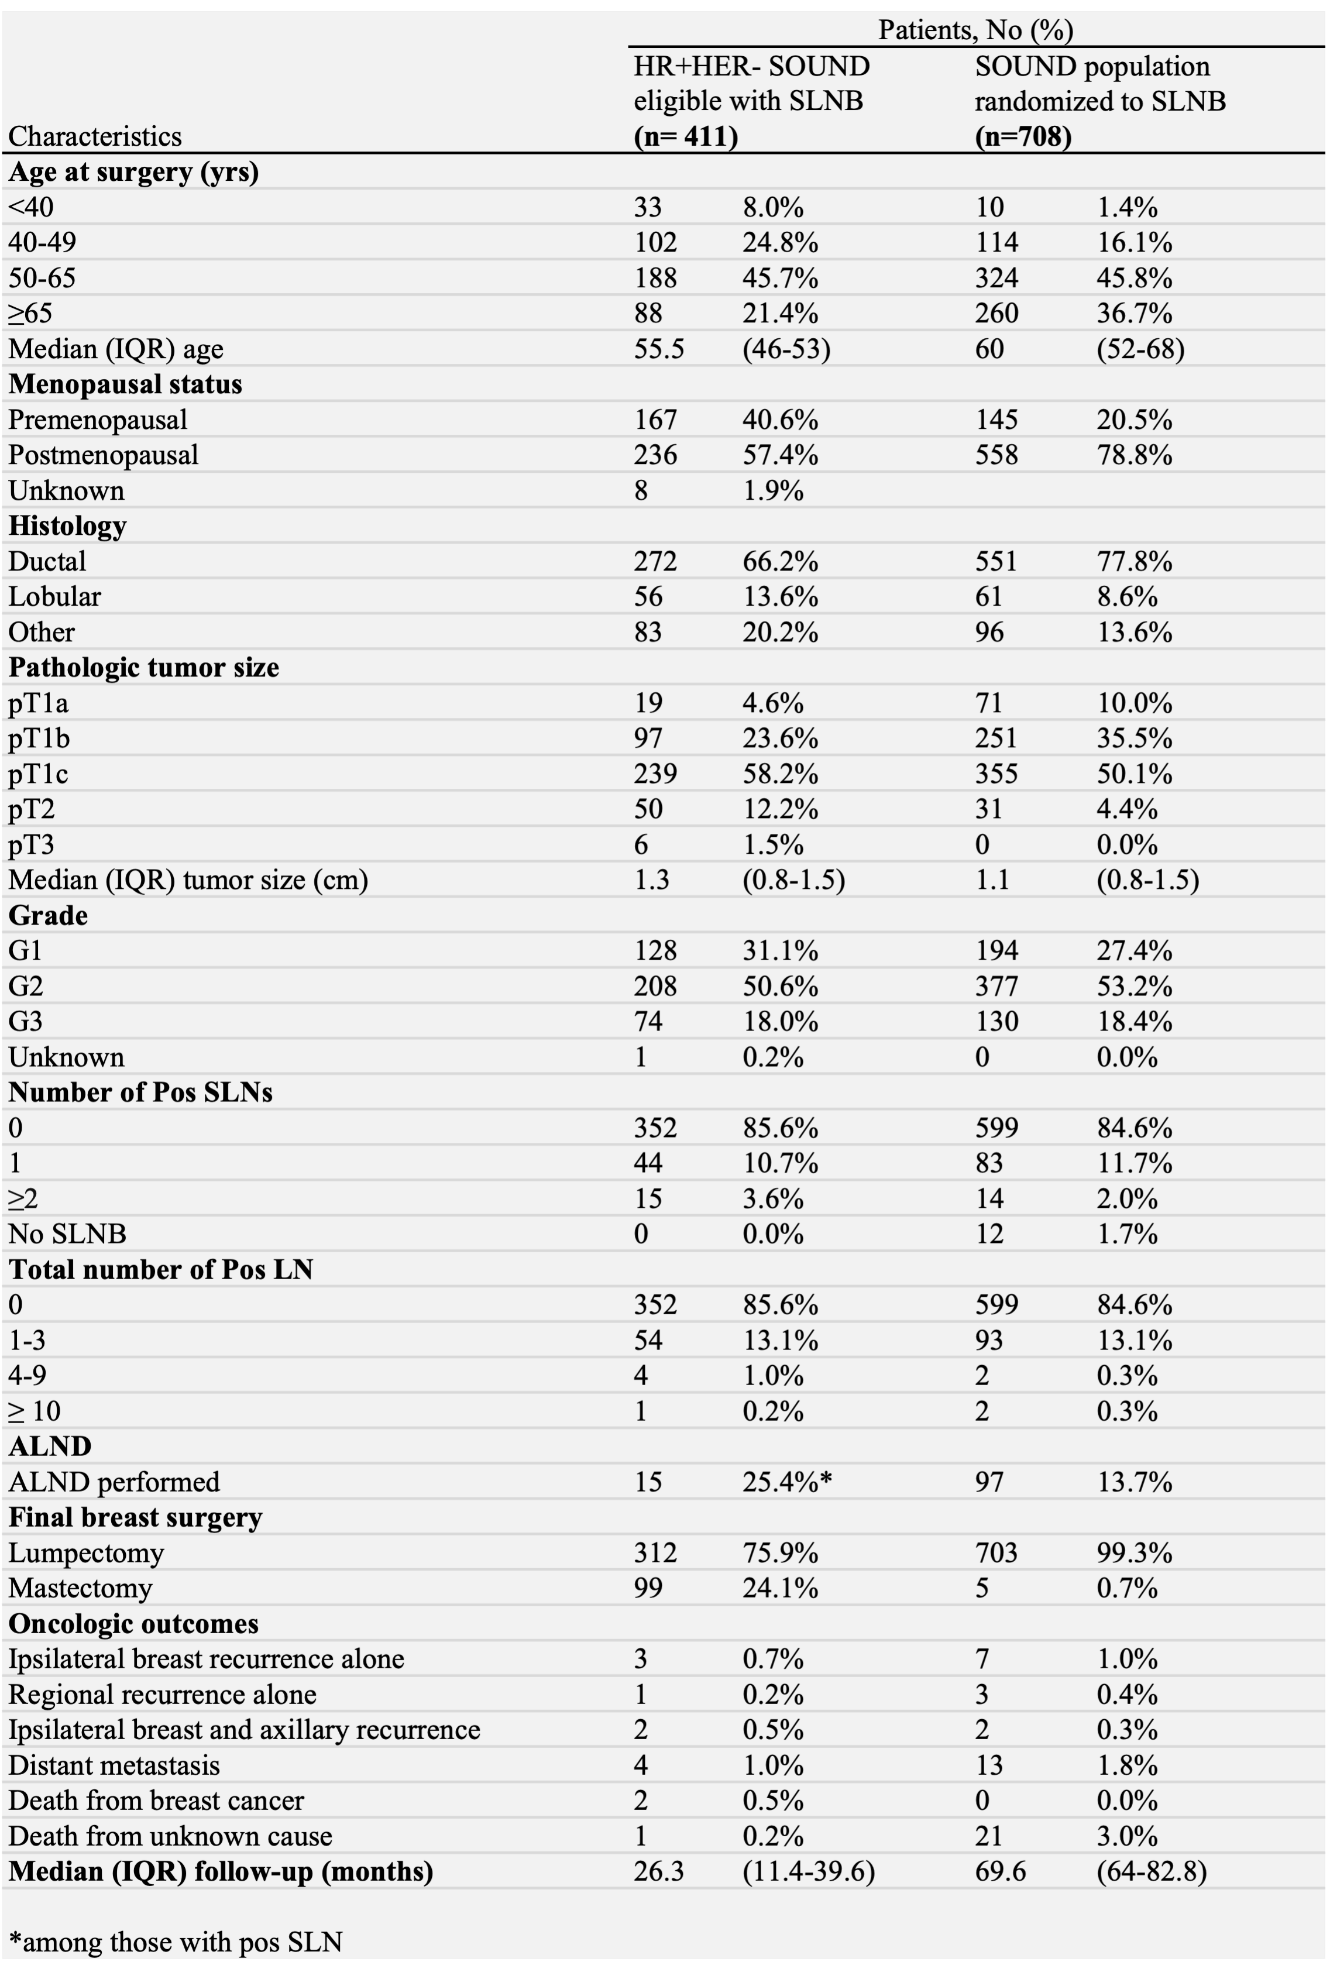 Patients, No (%)
HR+HER- SOUND SOUND population
eligible with SLNB randomized to SLNB
Characteristics (n= 411) (n=708)
Age at surgery (yrs)
<40 33 8.0% 10 1.4%
40-49 102 24.8% 114 16.1%
50-65 188 45.7% 324 45.8%
≥65 88 21.4% 260 36.7%
Median (IQR) age 55.5 (46-53) 60 (52-68)
Menopausal status
Premenopausal 167 40.6% 145 20.5%
Postmenopausal 236 57.4% 558 78.8%
Unknown 8 1.9%
Histology
Ductal 272 66.2% 551 77.8%
Lobular 56 13.6% 61 8.6%
Other 83 20.2% 96 13.6%
Pathologic tumor size
pT1a 19 4.6% 71 10.0%
pT1b 97 23.6% 251 35.5%
pT1c 239 58.2% 355 50.1%
pT2 50 12.2% 31 4.4%
pT3 6 1.5% 0 0.0%
Median (IQR) tumor size (cm) 1.3 (0.8-1.5) 1.1 (0.8-1.5)
Grade
G1 128 31.1% 194 27.4%
G2 208 50.6% 377 53.2%
G3 74 18.0% 130 18.4%
Unknown 1 0.2% 0 0.0%
Number of Pos SLNs
0 352 85.6% 599 84.6%
1 44 10.7% 83 11.7%
≥2 15 3.6% 14 2.0%
No SLNB 0 0.0% 12 1.7%
Total number of Pos LN
0 352 85.6% 599 84.6%
1-3 54 13.1% 93 13.1%
4-9 4 1.0% 2 0.3%
≥ 10 1 0.2% 2 0.3%
ALND
ALND performed 15 25.4%* 97 13.7%
Final breast surgery
Lumpectomy 312 75.9% 703 99.3%
Mastectomy 99 24.1% 5 0.7%
Oncologic outcomes
Ipsilateral breast recurrence alone 3 0.7% 7 1.0%
Regional recurrence alone 1 0.2% 3 0.4%
Ipsilateral breast and axillary recurrence 2 0.5% 2 0.3%
Distant metastasis 4 1.0% 13 1.8%
Death from breast cancer 2 0.5% 0 0.0%
Death from unknown cause 1 0.2% 21 3.0%
Median (IQR) follow-up (months) 26.3 (11.4-39.6) 69.6 (64-82.8)
*among those with pos SLN